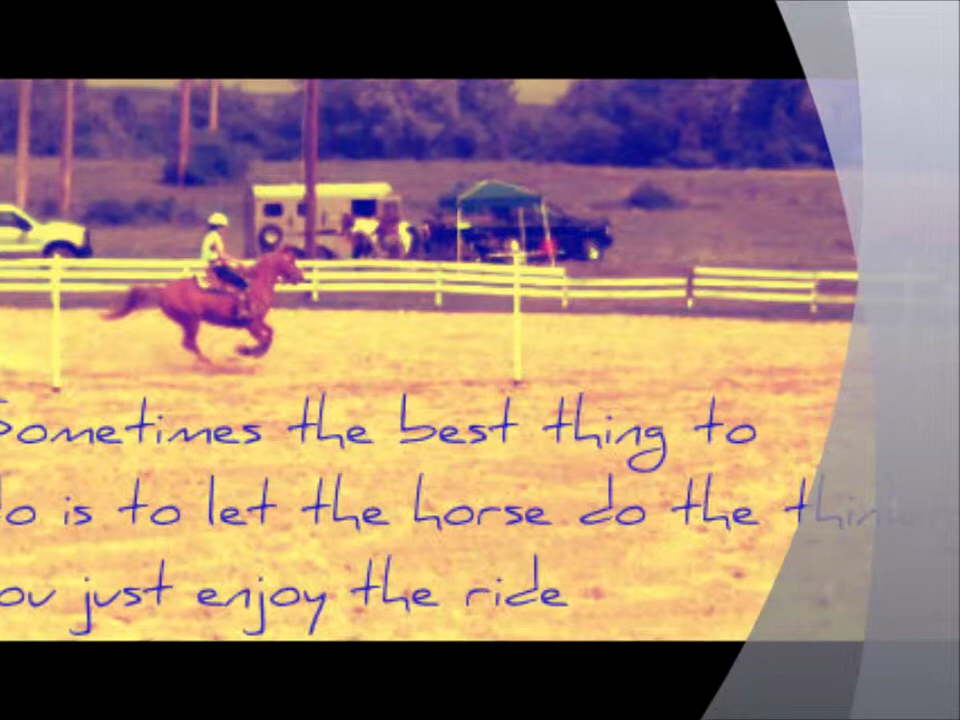 Sometimes the best thing to
do is to let the horse do the
you just enjoy the ride